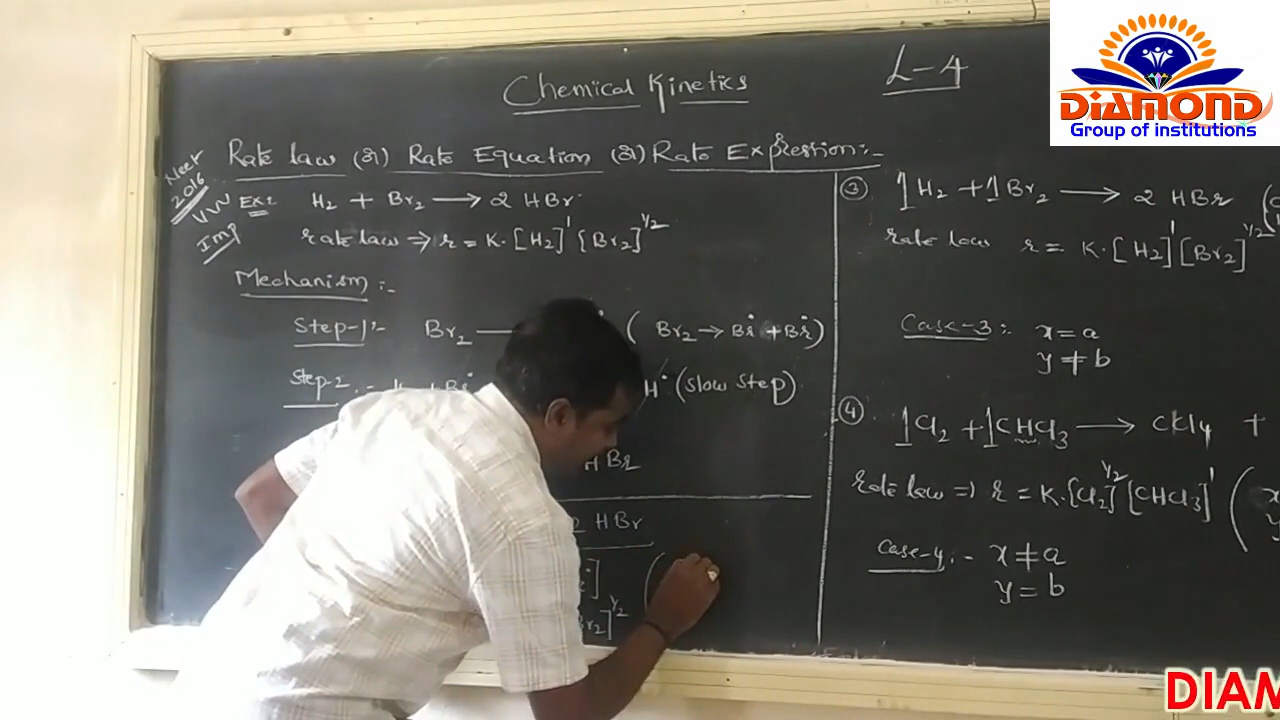 Chemical Kinetics
L-4
Rate law (or) Rate Equation (or) Rate Expression:-
Neet
2016
Imp
Ex:
H₂ + Br₂ → 2 HBr
rate law ⇒ r = K·[H₂]¹ [Br₂]^1/2
Mechanism:-
Step-1:- Br₂ (Br₂ → Br• + Br•)
Step-2 :- H• (Slow Step)
HBr
2 HBr
Br₂]^1/2
③ 1H₂ + 1Br₂ → 2 HBr
rate law r = K·[H₂]¹[Br₂]^1/2
Case-3:- x = a
y ≠ b
④ 1Cl₂ + 1CHCl₃ → CCl₄ +
rate law ⇒ r = K·[Cl₂]^1/2 [CHCl₃]¹
Case-4:- x ≠ a
y = b
DIAMOND
Group of institutions
DIAM